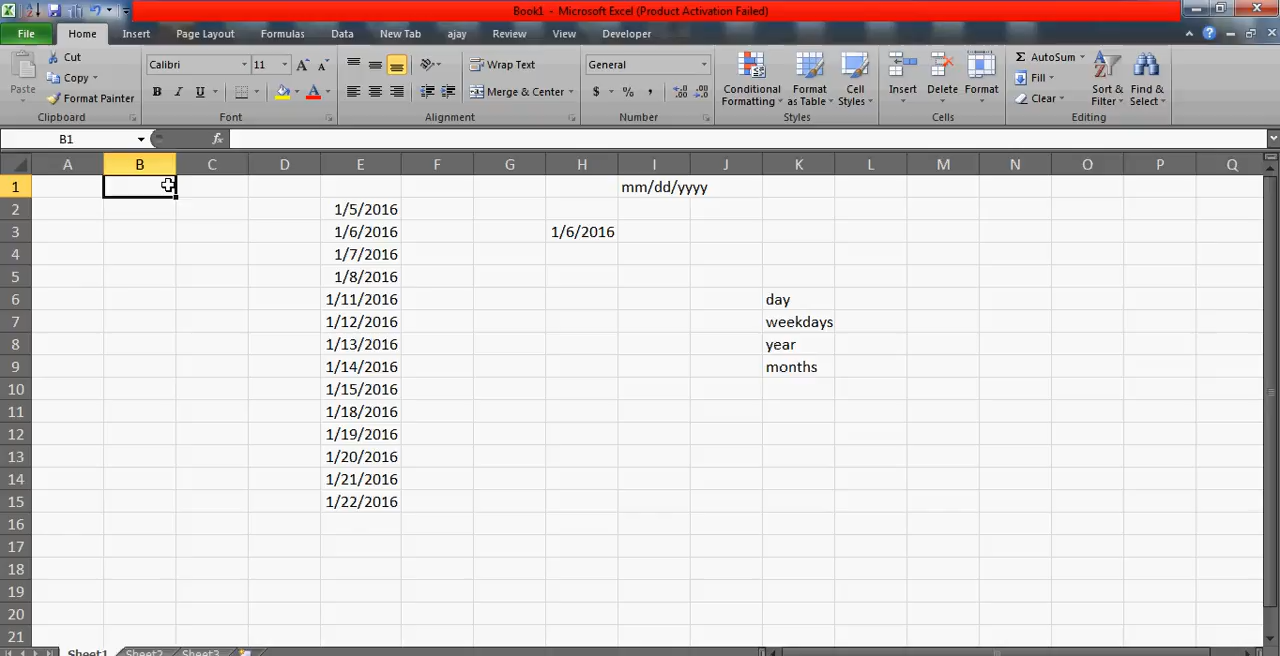 Book1 - Microsoft Excel (Product Activation Failed)
File Home Insert Page Layout Formulas Data New Tab ajay Review View Developer
Paste Cut Copy Format Painter Clipboard
Calibri 11 B I U Font
Wrap Text Merge & Center Alignment
General $ % , Number
Conditional Formatting Format as Table Cell Styles Styles
Insert Delete Format Cells
Σ AutoSum Fill Clear Sort & Filter Find & Select Editing
B1 fx
A B C D E F G H I J K L M N O P Q
1 mm/dd/yyyy
2 1/5/2016
3 1/6/2016 1/6/2016
4 1/7/2016
5 1/8/2016
6 1/11/2016 day
7 1/12/2016 weekdays
8 1/13/2016 year
9 1/14/2016 months
10 1/15/2016
11 1/18/2016
12 1/19/2016
13 1/20/2016
14 1/21/2016
15 1/22/2016
16
17
18
19
20
21
Sheet1 Sheet2 Sheet3